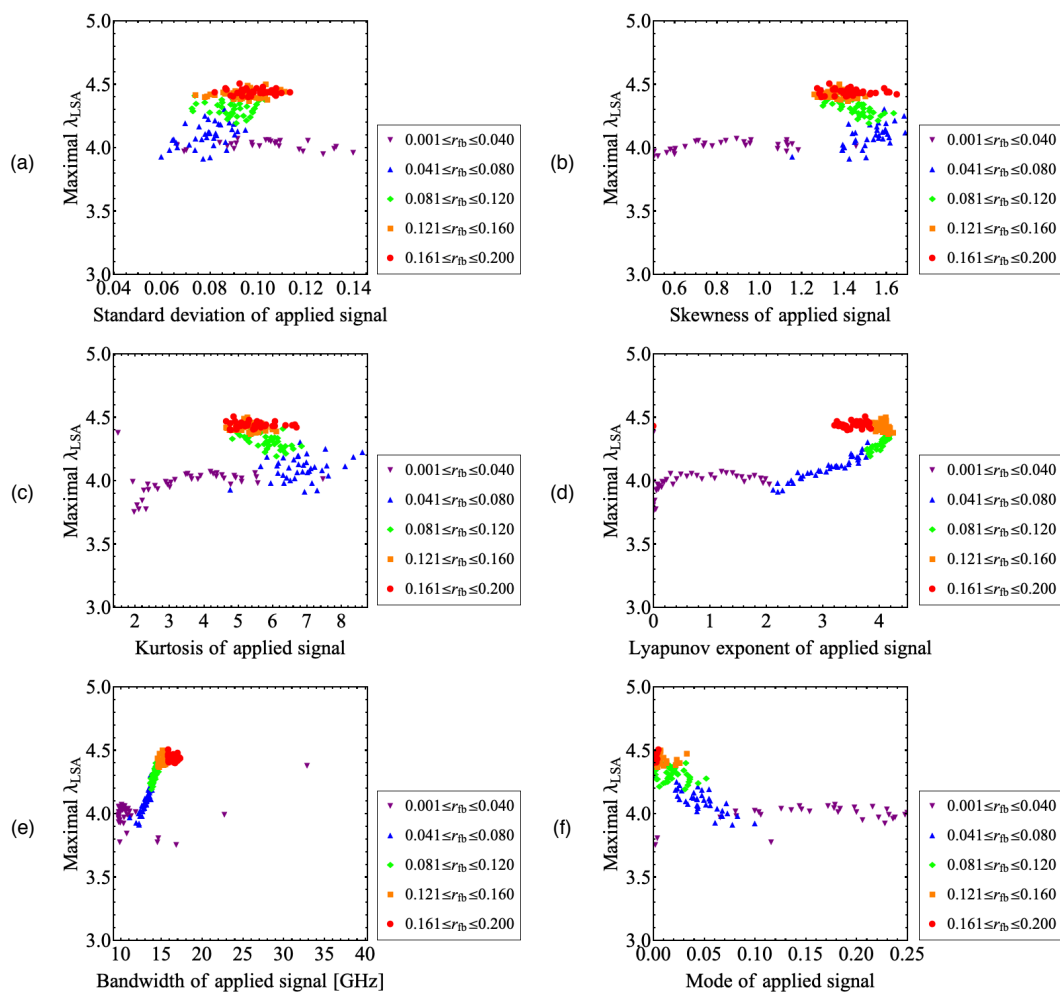 (a)
Maximal λLSA
5.0
4.5
4.0
3.5
3.0
0.04 0.06 0.08 0.10 0.12 0.14
Standard deviation of applied signal
0.001≤rfb≤0.040
0.041≤rfb≤0.080
0.081≤rfb≤0.120
0.121≤rfb≤0.160
0.161≤rfb≤0.200
(b)
Maximal λLSA
5.0
4.5
4.0
3.5
3.0
0.6 0.8 1.0 1.2 1.4 1.6
Skewness of applied signal
0.001≤rfb≤0.040
0.041≤rfb≤0.080
0.081≤rfb≤0.120
0.121≤rfb≤0.160
0.161≤rfb≤0.200
(c)
Maximal λLSA
5.0
4.5
4.0
3.5
3.0
2 3 4 5 6 7 8
Kurtosis of applied signal
0.001≤rfb≤0.040
0.041≤rfb≤0.080
0.081≤rfb≤0.120
0.121≤rfb≤0.160
0.161≤rfb≤0.200
(d)
Maximal λLSA
5.0
4.5
4.0
3.5
3.0
0 1 2 3 4
Lyapunov exponent of applied signal
0.001≤rfb≤0.040
0.041≤rfb≤0.080
0.081≤rfb≤0.120
0.121≤rfb≤0.160
0.161≤rfb≤0.200
(e)
Maximal λLSA
5.0
4.5
4.0
3.5
3.0
10 15 20 25 30 35 40
Bandwidth of applied signal [GHz]
0.001≤rfb≤0.040
0.041≤rfb≤0.080
0.081≤rfb≤0.120
0.121≤rfb≤0.160
0.161≤rfb≤0.200
(f)
Maximal λLSA
5.0
4.5
4.0
3.5
3.0
0.00 0.05 0.10 0.15 0.20 0.25
Mode of applied signal
0.001≤rfb≤0.040
0.041≤rfb≤0.080
0.081≤rfb≤0.120
0.121≤rfb≤0.160
0.161≤rfb≤0.200